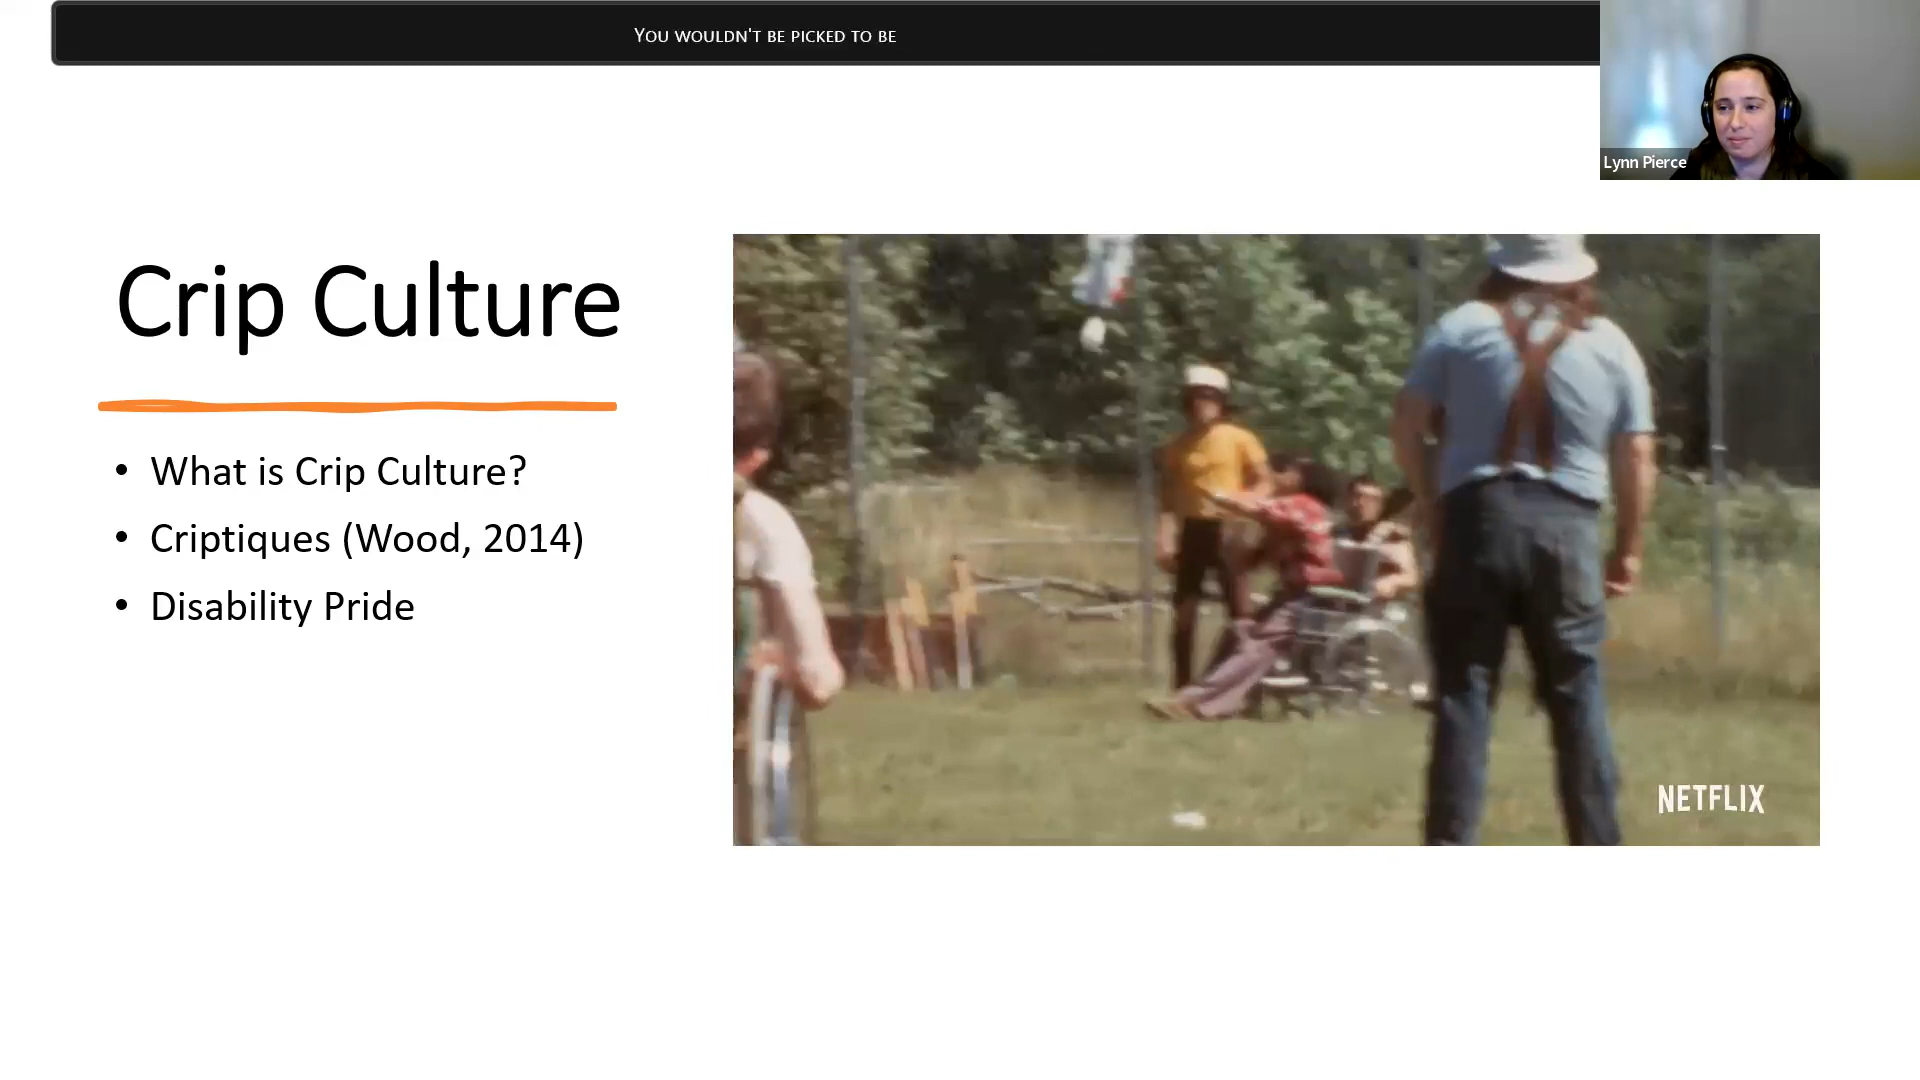 You wouldn't be picked to be
Lynn Pierce
Crip Culture
• What is Crip Culture?
• Criptiques (Wood, 2014)
• Disability Pride
NETFLIX